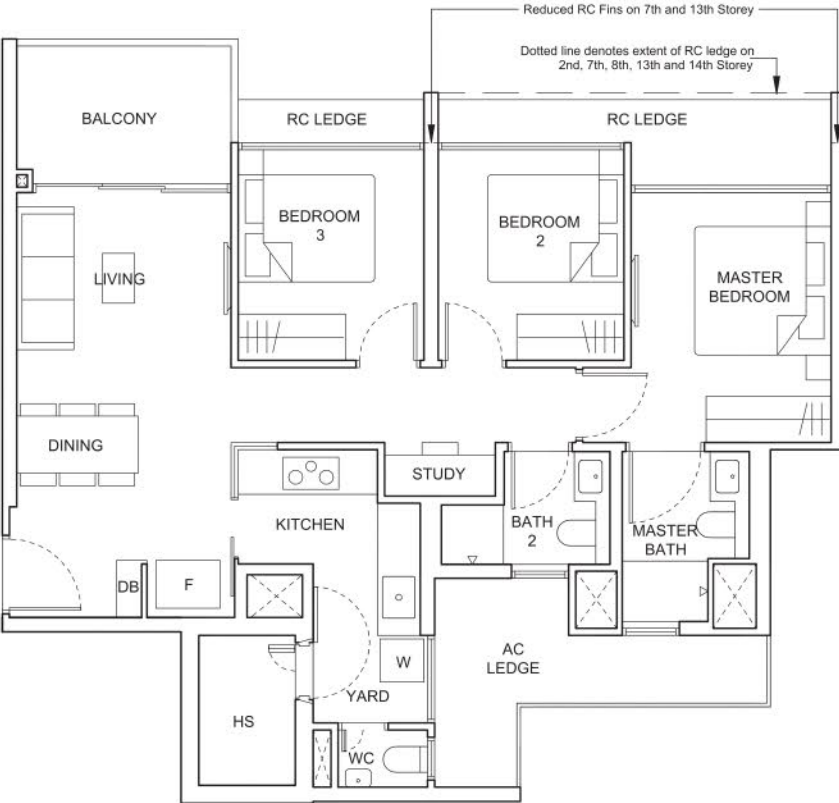 Reduced RC Fins on 7th and 13th Storey
Dotted line denotes extent of RC ledge on
2nd, 7th, 8th, 13th and 14th Storey
BALCONY
RC LEDGE
RC LEDGE
BEDROOM
3
BEDROOM
2
LIVING
MASTER
BEDROOM
DINING
STUDY
KITCHEN
BATH
2
MASTER
BATH
DB
F
W
AC
LEDGE
YARD
HS
WC